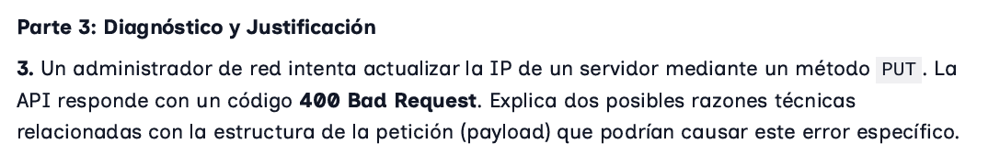 Parte 3: Diagnóstico y Justificación
3. Un administrador de red intenta actualizar la IP de un servidor mediante un método PUT. La
API responde con un código 400 Bad Request. Explica dos posibles razones técnicas
relacionadas con la estructura de la petición (payload) que podrían causar este error específico.